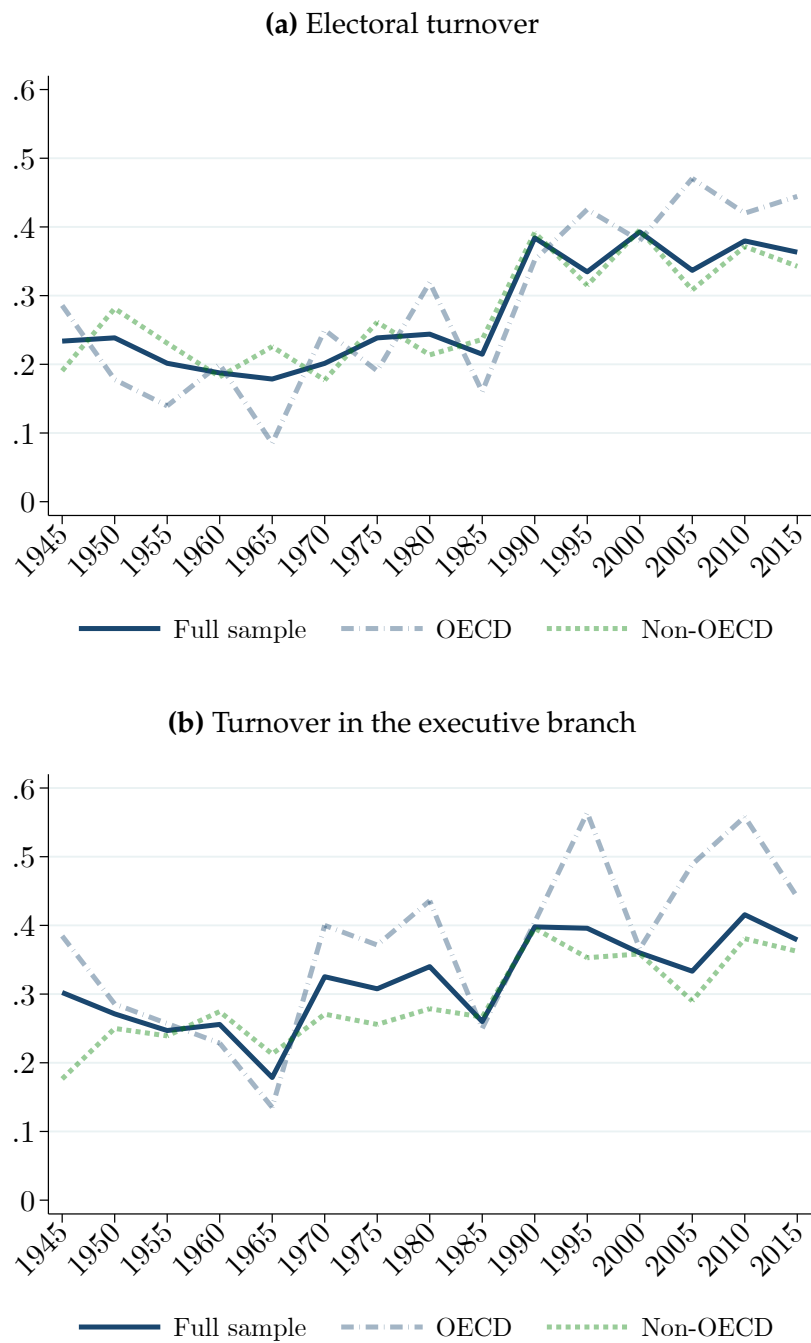 (a) Electoral turnover
.6
.5
.4
.3
.2
.1
0
1945 1950 1955 1960 1965 1970 1975 1980 1985 1990 1995 2000 2005 2010 2015
Full sample OECD Non-OECD
(b) Turnover in the executive branch
.6
.5
.4
.3
.2
.1
0
1945 1950 1955 1960 1965 1970 1975 1980 1985 1990 1995 2000 2005 2010 2015
Full sample OECD Non-OECD